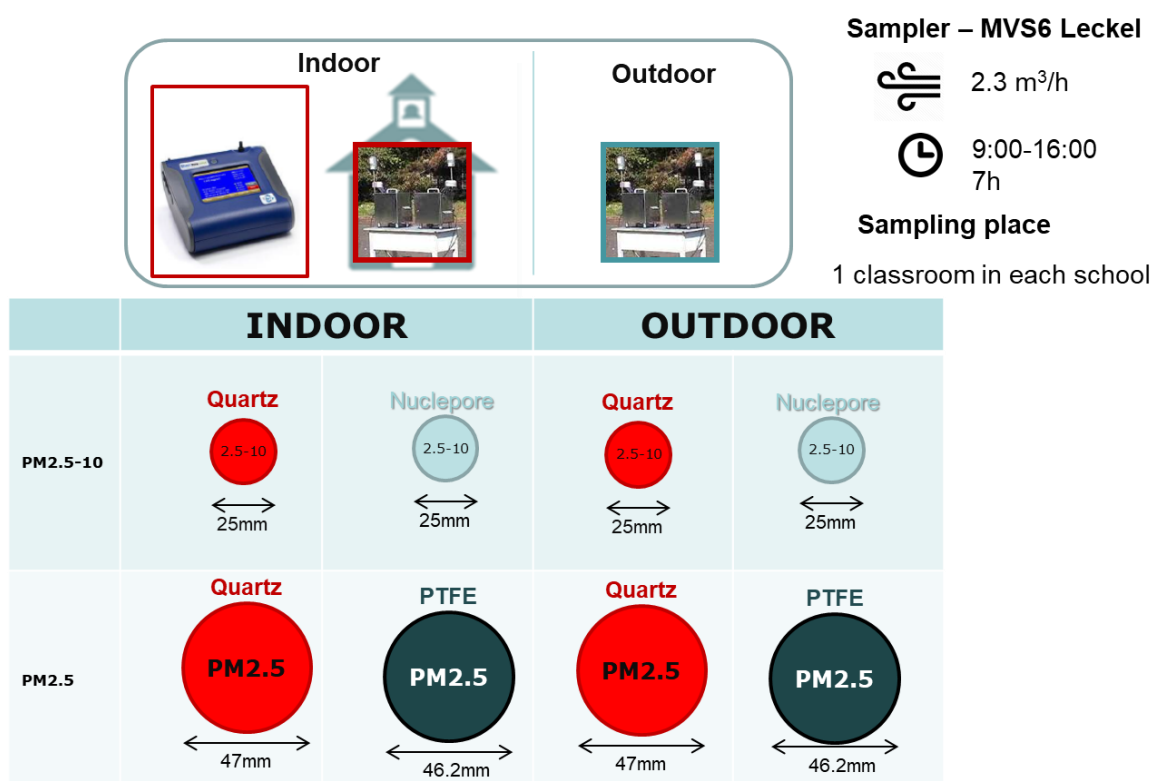 Sampler – MVS6 Leckel
Indoor
Outdoor
2.3 m³/h
9:00-16:00
7h
Sampling place
1 classroom in each school
INDOOR
OUTDOOR
PM2.5-10
Quartz
2.5-10
25mm
Nuclepore
2.5-10
25mm
Quartz
2.5-10
25mm
Nuclepore
2.5-10
25mm
PM2.5
Quartz
PM2.5
47mm
PTFE
PM2.5
46.2mm
Quartz
PM2.5
47mm
PTFE
PM2.5
46.2mm